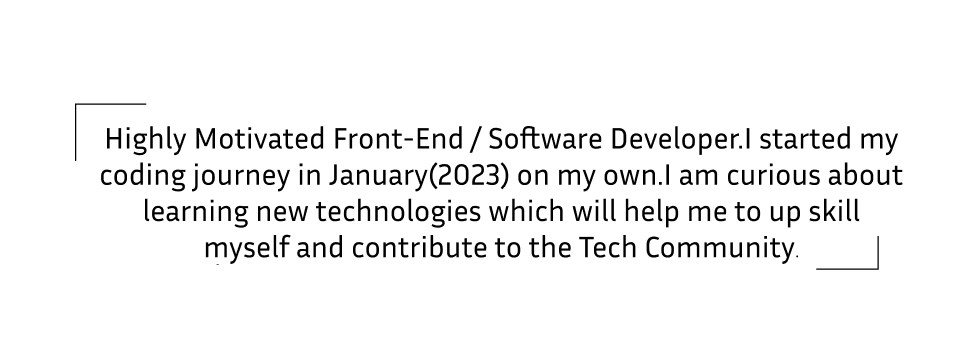 Highly Motivated Front-End / Software Developer.I started my
coding journey in January(2023) on my own.I am curious about
learning new technologies which will help me to up skill
myself and contribute to the Tech Community.